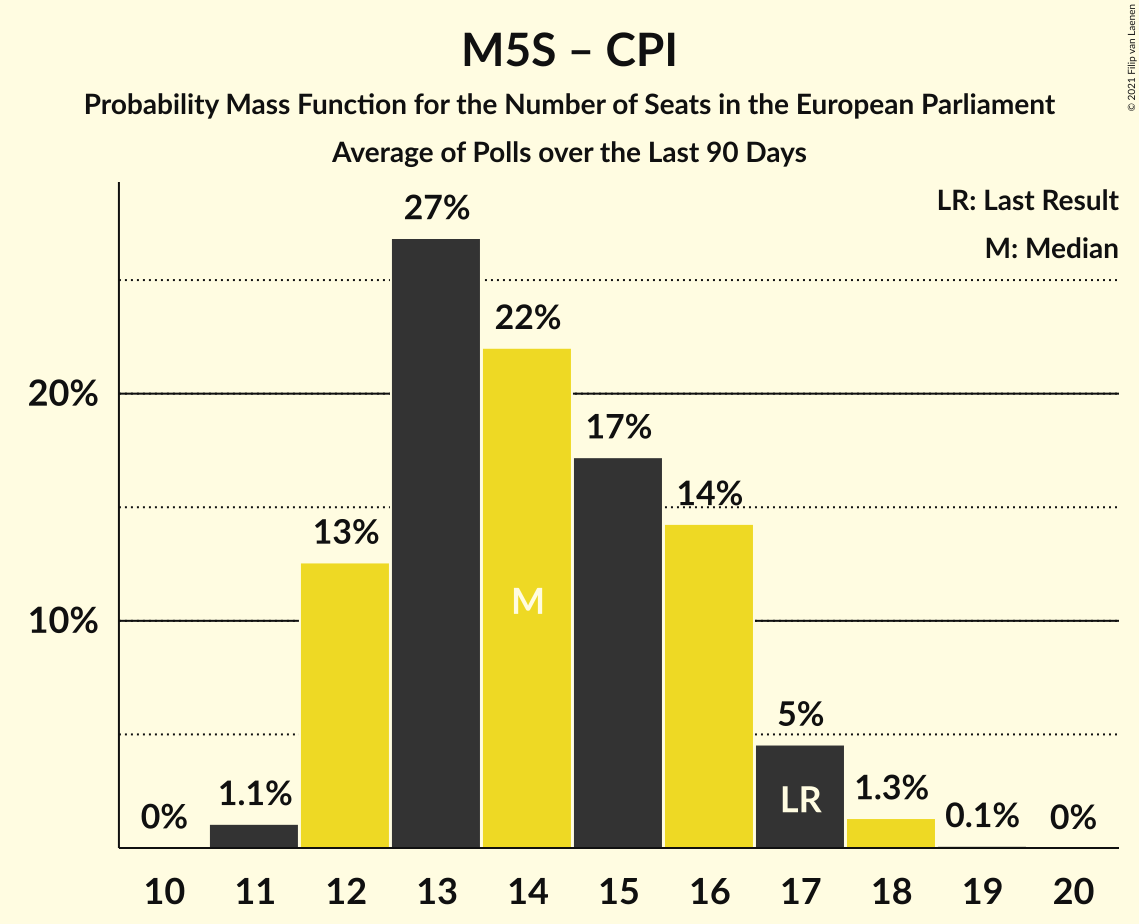 M5S – CPI
Probability Mass Function for the Number of Seats in the European Parliament
Average of Polls over the Last 90 Days
© 2021 Filip van Laenen
LR: Last Result
M: Median
27%
22%
20%
17%
14%
13%
M
10%
5%
LR
1.3%
1.1%
0%
0.1%
0%
10 11 12 13 14 15 16 17 18 19 20